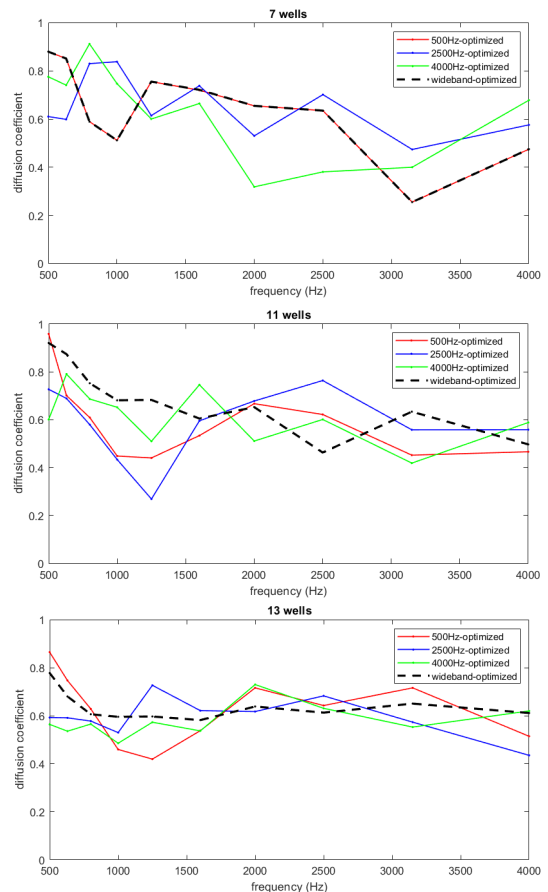 7 wells
1
0.8
0.6
0.4
0.2
0
diffusion coefficient
500Hz-optimized
2500Hz-optimized
4000Hz-optimized
wideband-optimized
500 1000 1500 2000 2500 3000 3500 4000
frequency (Hz)
11 wells
1
0.8
0.6
0.4
0.2
0
diffusion coefficient
500Hz-optimized
2500Hz-optimized
4000Hz-optimized
wideband-optimized
500 1000 1500 2000 2500 3000 3500 4000
frequency (Hz)
13 wells
1
0.8
0.6
0.4
0.2
0
diffusion coefficient
500Hz-optimized
2500Hz-optimized
4000Hz-optimized
wideband-optimized
500 1000 1500 2000 2500 3000 3500 4000
frequency (Hz)